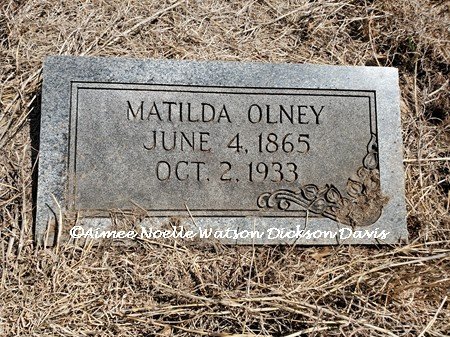 MATILDA OLNEY
JUNE 4, 1865
OCT. 2, 1933
©Aimee Noelle Watson Dickson Davis